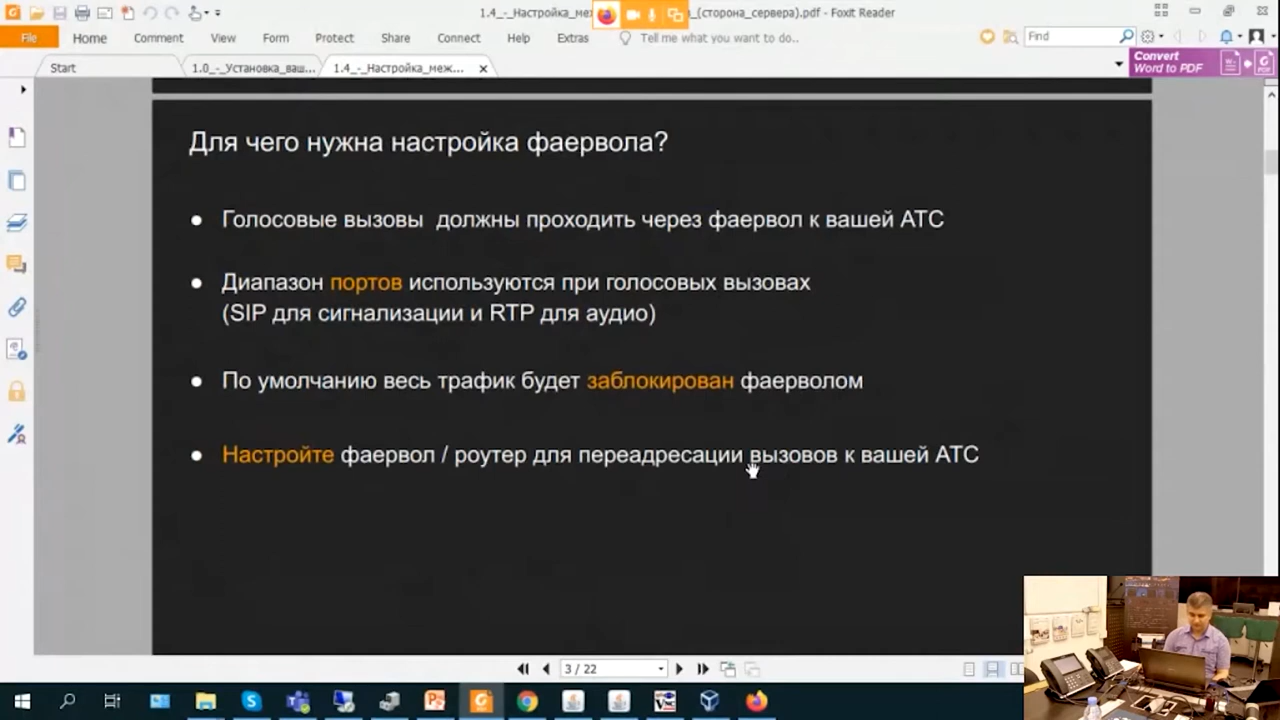 1.4_-_Настройка_меж
_(сторона_сервера).pdf - Foxit Reader
File Home Comment View Form Protect Share Connect Help Extras Tell me what you want to do.. Find
Start 1.0_-_Установка_ваш... 1.4_-_Настройка_меж... Convert
Word to PDF
Для чего нужна настройка фаервола?
● Голосовые вызовы должны проходить через фаервол к вашей АТС
● Диапазон портов используются при голосовых вызовах
(SIP для сигнализации и RTP для аудио)
● По умолчанию весь трафик будет заблокирован фаерволом
● Настройте фаервол / роутер для переадресации вызовов к вашей АТС
3 / 22